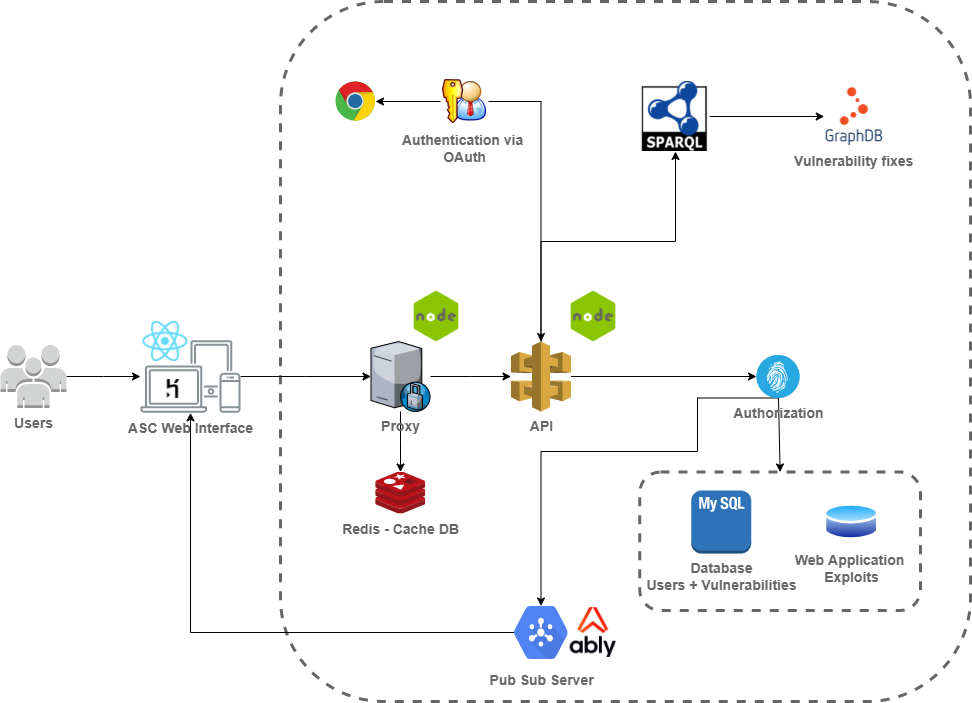 Authentication via
OAuth
SPARQL
GraphDB
Vulnerability fixes
node
node
Users
ASC Web Interface
Proxy
API
Authorization
Redis - Cache DB
My SQL
Database
Users + Vulnerabilities
Web Application
Exploits
ably
Pub Sub Server